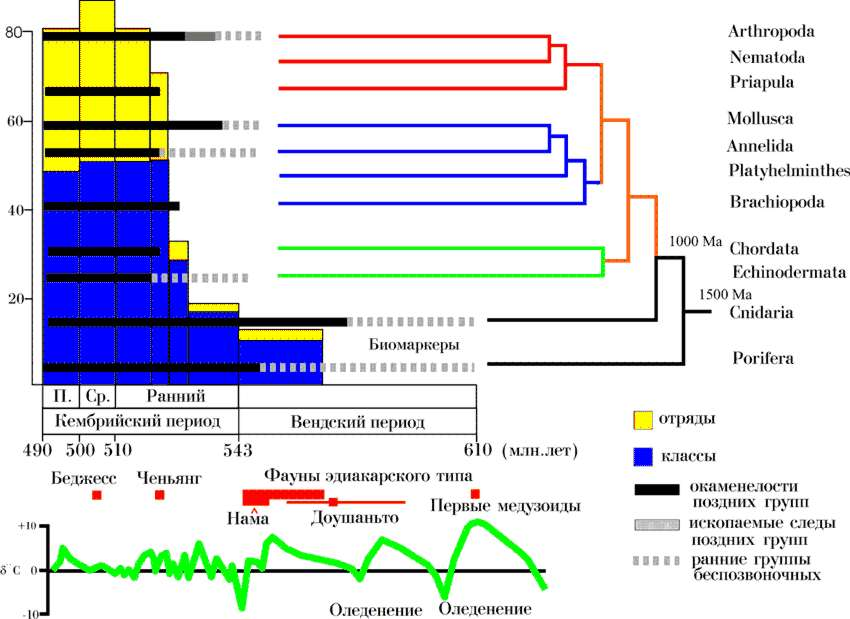 80
60
40
20
Arthropoda
Nematoda
Priapula
Mollusca
Annelida
Platyhelminthes
Brachiopoda
1000 Ma
Chordata
Echinodermata
1500 Ma
Cnidaria
Porifera
Биомаркеры
П. Ср. Ранний
Кембрийский период Вендский период
490 500 510 543 610 (млн.лет)
отряды
классы
окаменелости
поздних групп
ископаемые следы
поздних групп
ранние группы
беспозвоночных
Беджесс Ченьянг Фауны эдиакарского типа
Нама Доушаньто Первые медузоиды
+10
δ¨C 0
-10
Оледенение Оледенение